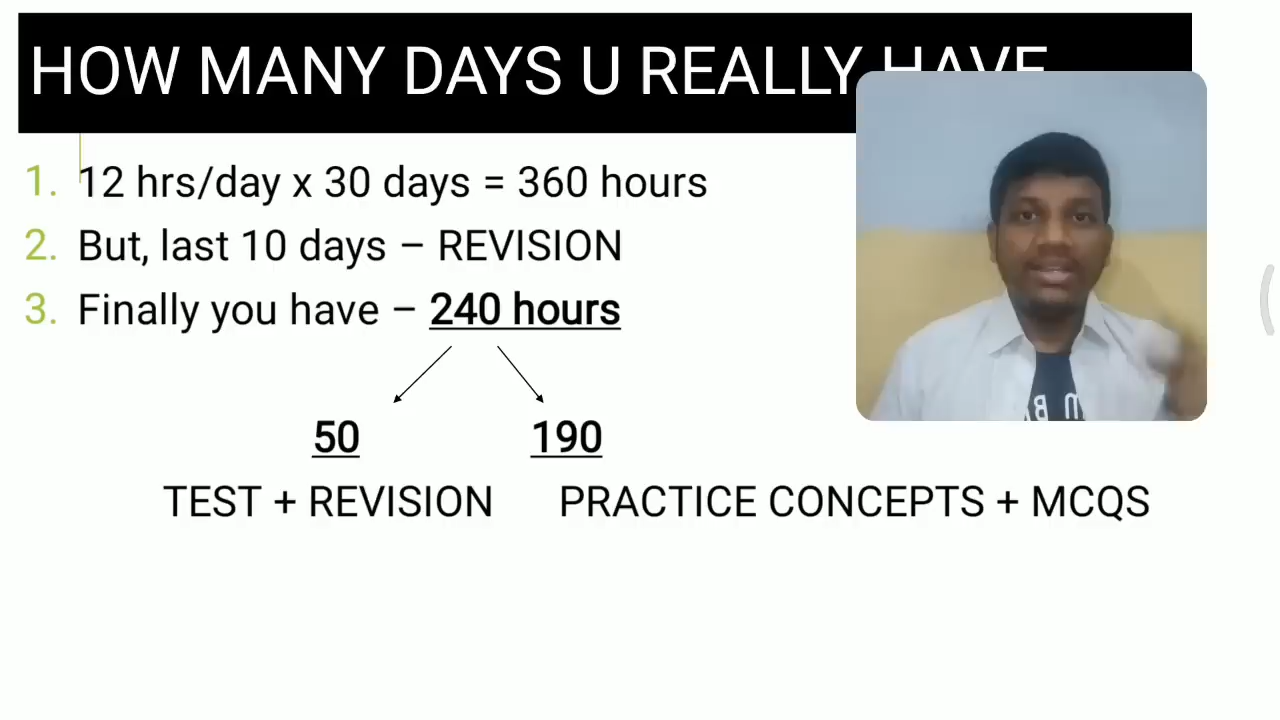 HOW MANY DAYS U REALLY HAVE
1. 12 hrs/day x 30 days = 360 hours
2. But, last 10 days – REVISION
3. Finally you have – 240 hours
50 190
TEST + REVISION PRACTICE CONCEPTS + MCQS